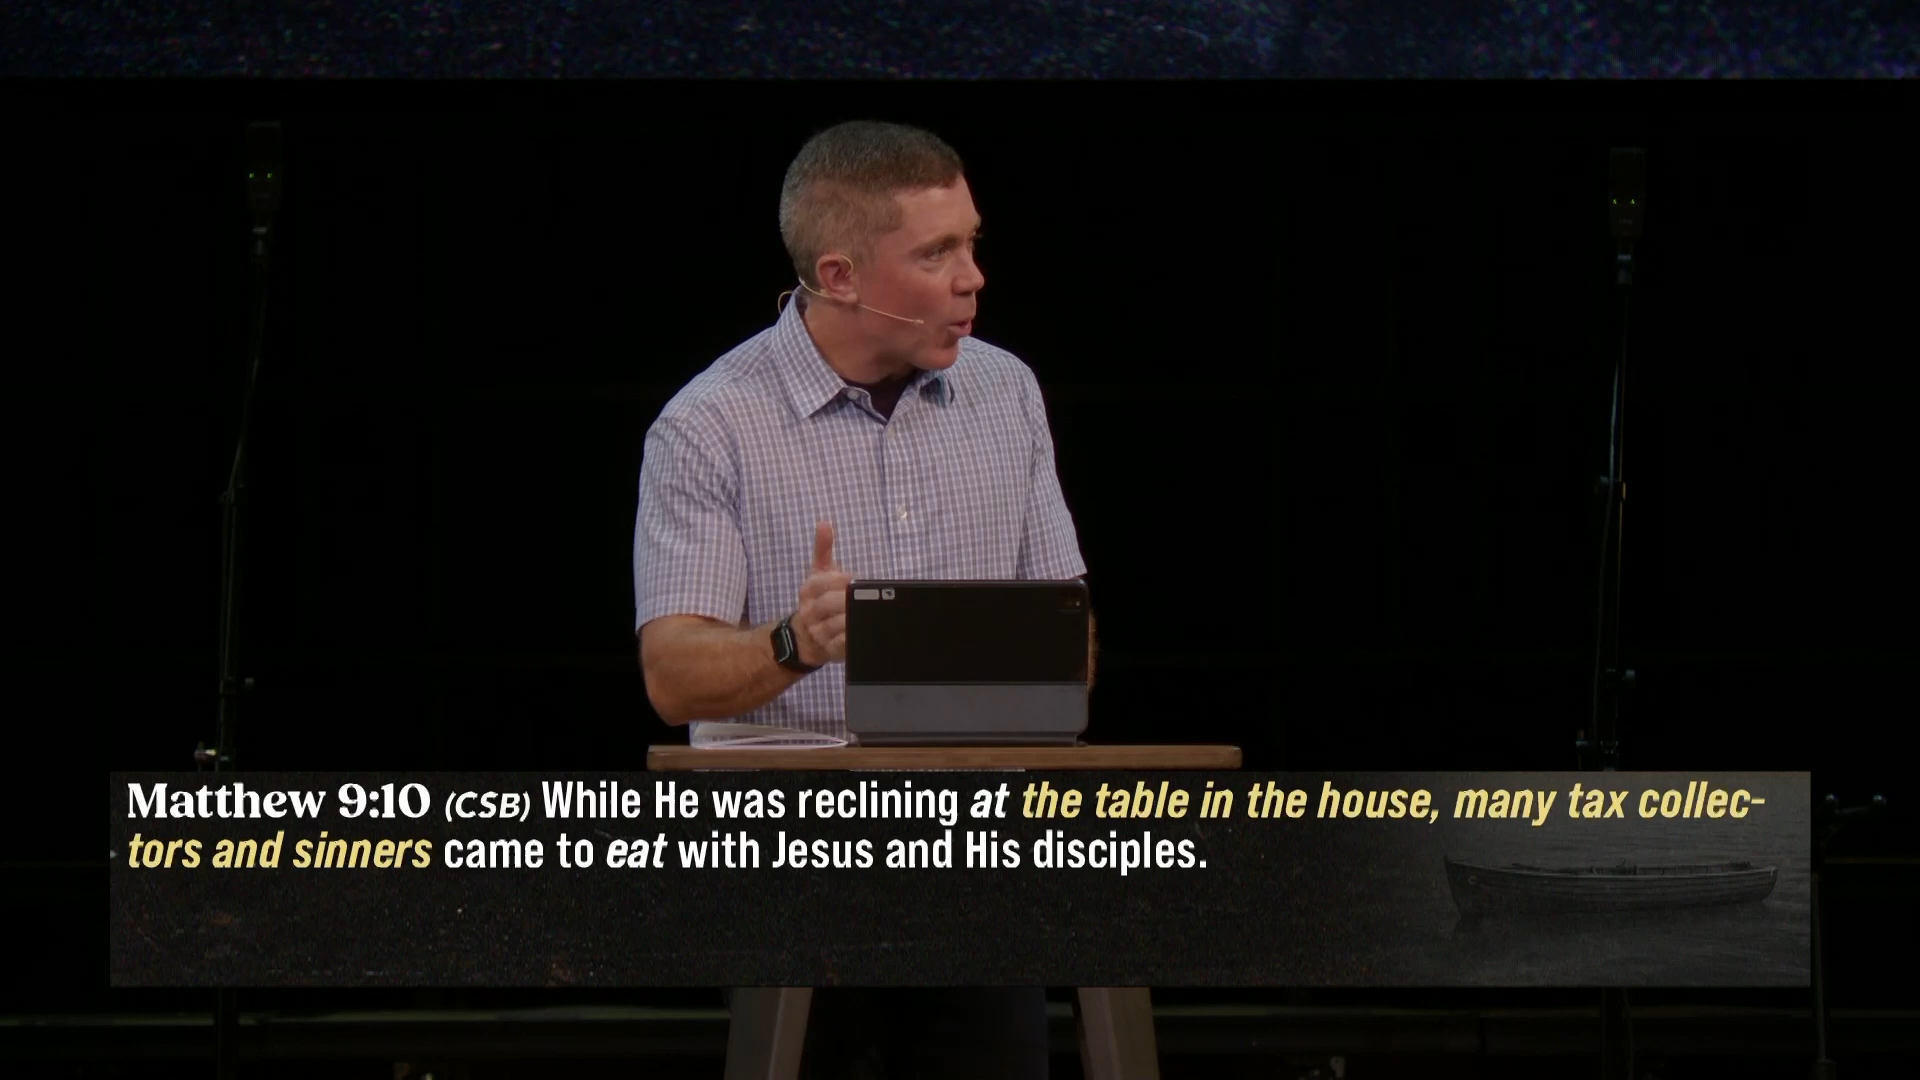 Matthew 9:10 (CSB) While He was reclining at the table in the house, many tax collec-
tors and sinners came to eat with Jesus and His disciples.